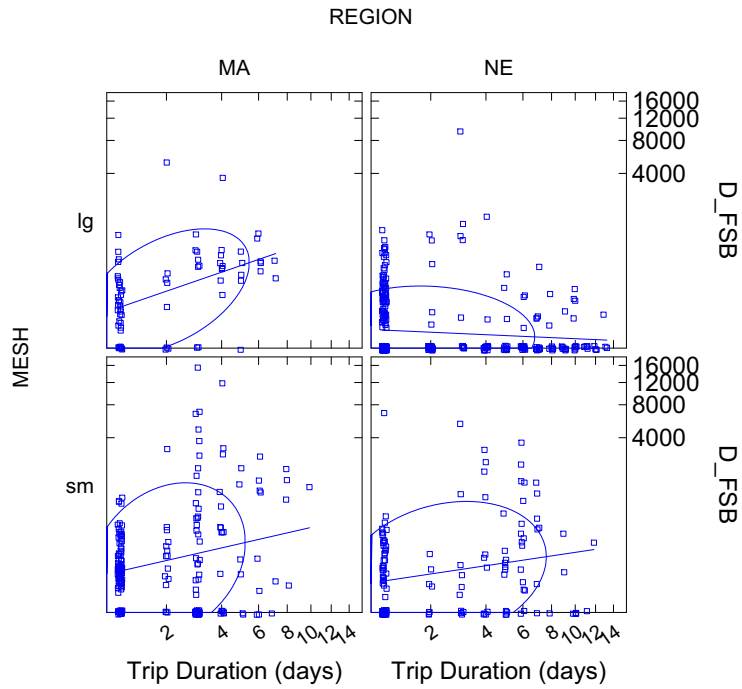 REGION
MA NE
MESH
lg
16000
12000
8000
4000
D_FSB
sm
16000
12000
8000
4000
D_FSB
2 4 6 8 10 12 14 2 4 6 8 10 12 14
Trip Duration (days) Trip Duration (days)